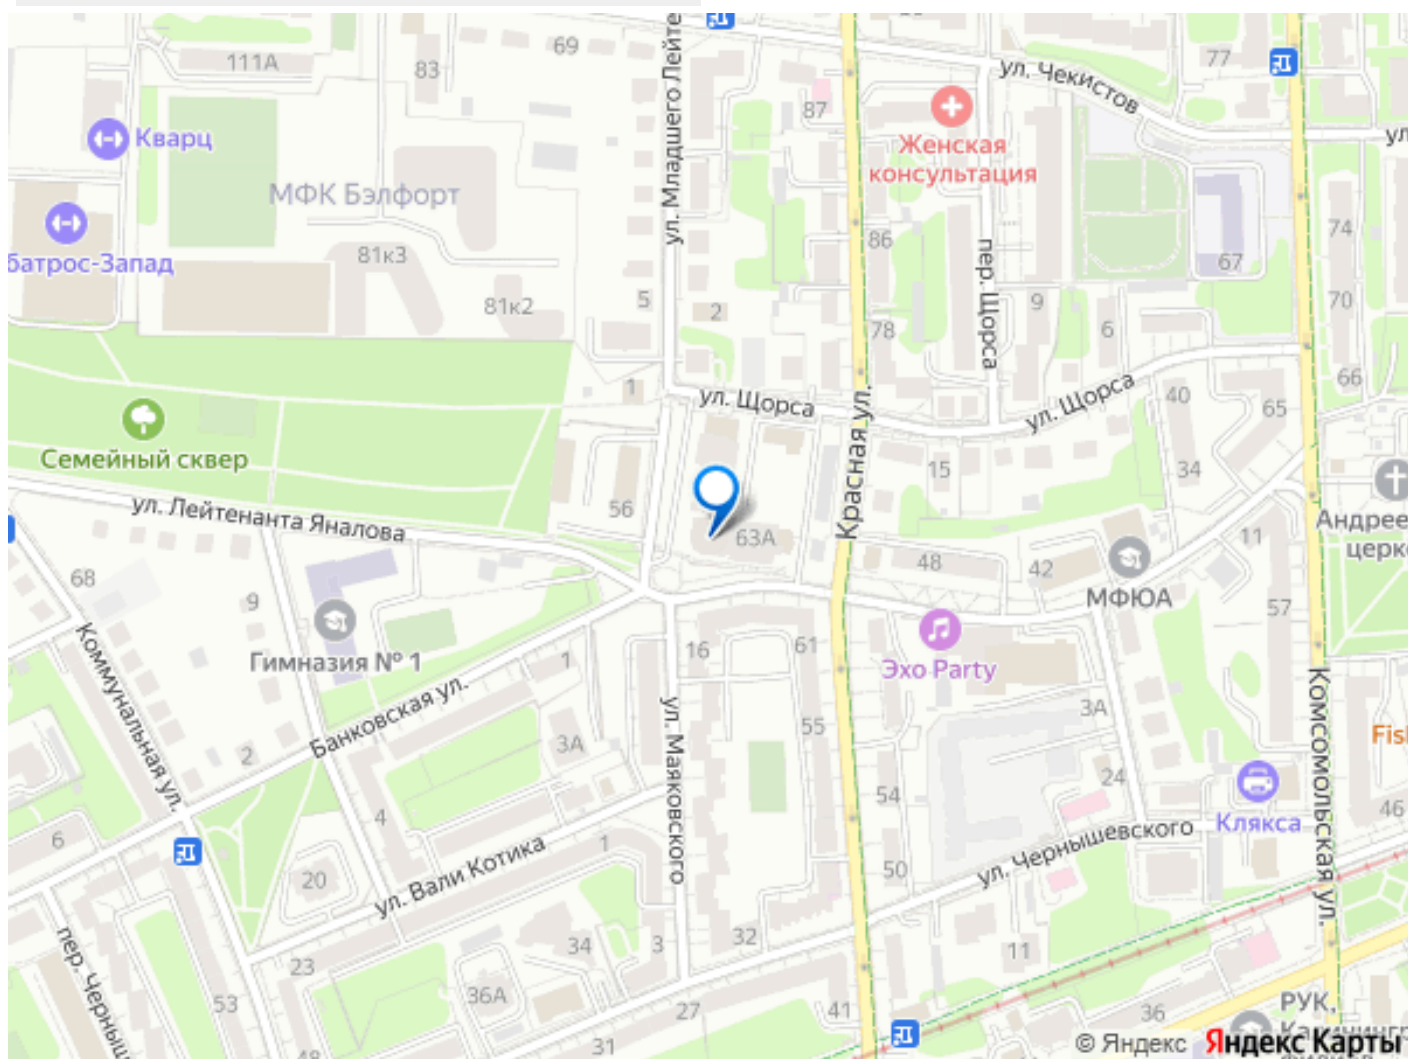 69
ул. Младшего Лейте
111А
83
77
ул. Чекистов
87
Кварц
Женская
консультация
МФК Бэлфорт
74
86
батрос-Запад
81к3
67
пер. Щорса
5
81к2
2
9
70
78
6
1
ул. Щорса
ул. Щорса
66
40
65
Красная ул.
Семейный сквер
15
34
ул. Лейтенанта Яналова
56
63А
Андрее
церк
11
48
42
68
9
МФЮА
57
Гимназия № 1
1
16
61
Эхо Party
Коммунальная ул.
Банковская ул.
ул. Маяковского
3А
Комсомольская ул.
2
3А
55
Fisl
24
4
54
Клякса
46
6
1
ул. Чернышевского
20
ул. Вали Котика
50
пер. Черныш
34
3
32
11
23
53
36А
27
41
36
РУК,
48
31
© Яндекс
Яндекс Карты